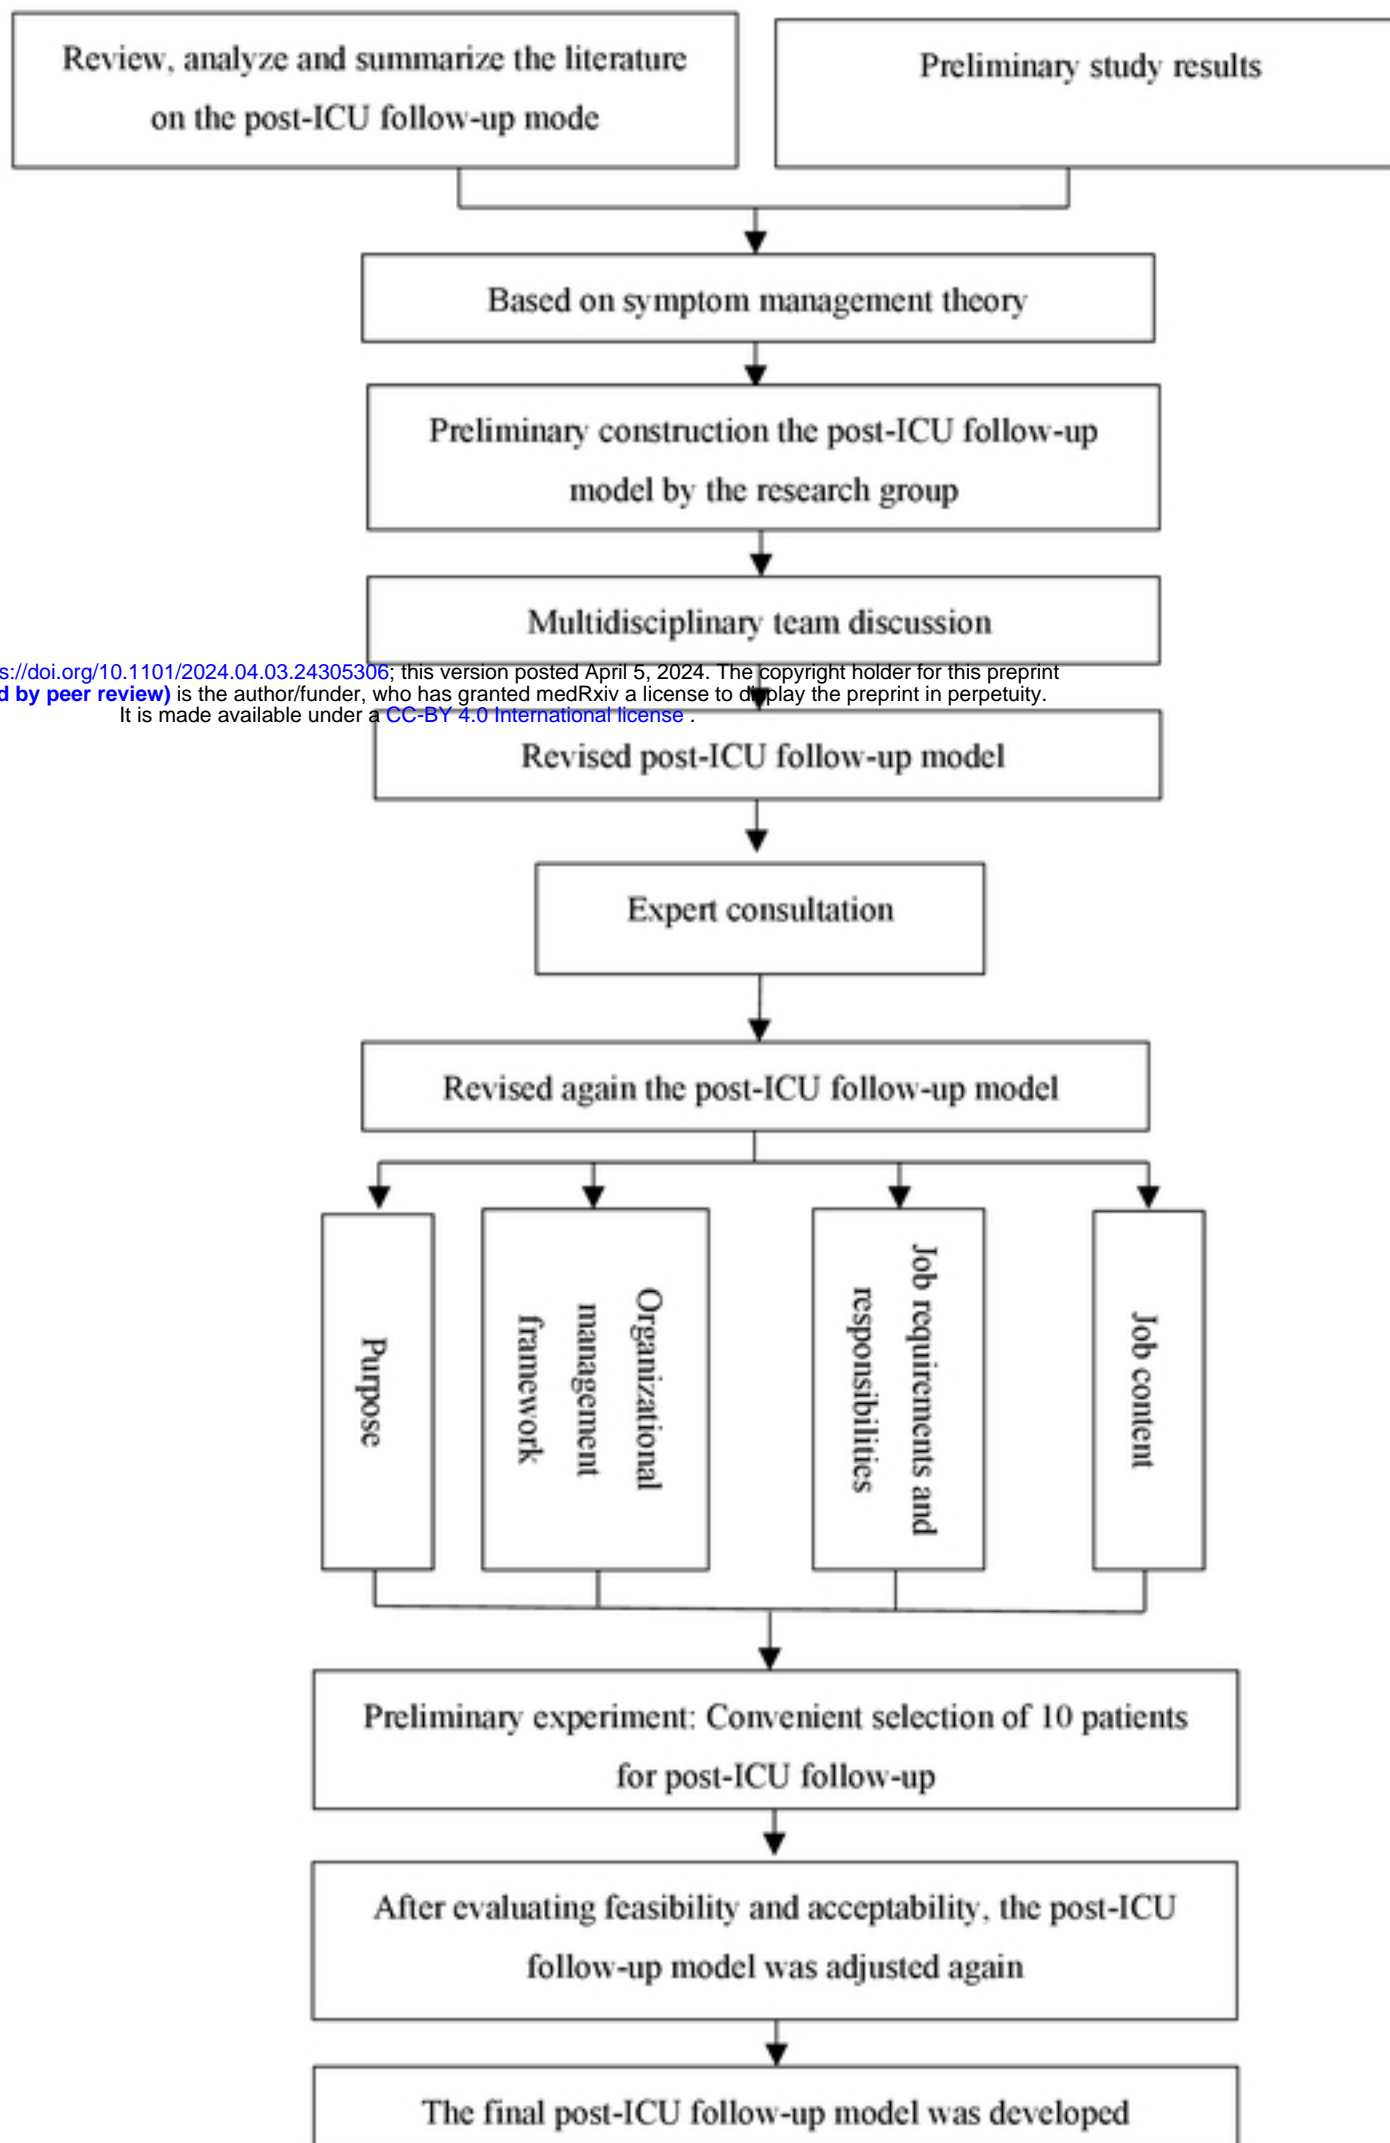 Review, analyze and summarize the literature
on the post-ICU follow-up mode
Preliminary study results
Based on symptom management theory
Preliminary construction the post-ICU follow-up
model by the research group
Multidisciplinary team discussion
s://doi.org/10.1101/2024.04.03.24305306; this version posted April 5, 2024. The copyright holder for this preprint
d by peer review) is the author/funder, who has granted medRxiv a license to display the preprint in perpetuity.
It is made available under a CC-BY 4.0 International license .
Revised post-ICU follow-up model
Expert consultation
Revised again the post-ICU follow-up model
Purpose
Organizational
management
framework
Job requirements and
responsibilities
Job content
Preliminary experiment: Convenient selection of 10 patients
for post-ICU follow-up
After evaluating feasibility and acceptability, the post-ICU
follow-up model was adjusted again
The final post-ICU follow-up model was developed